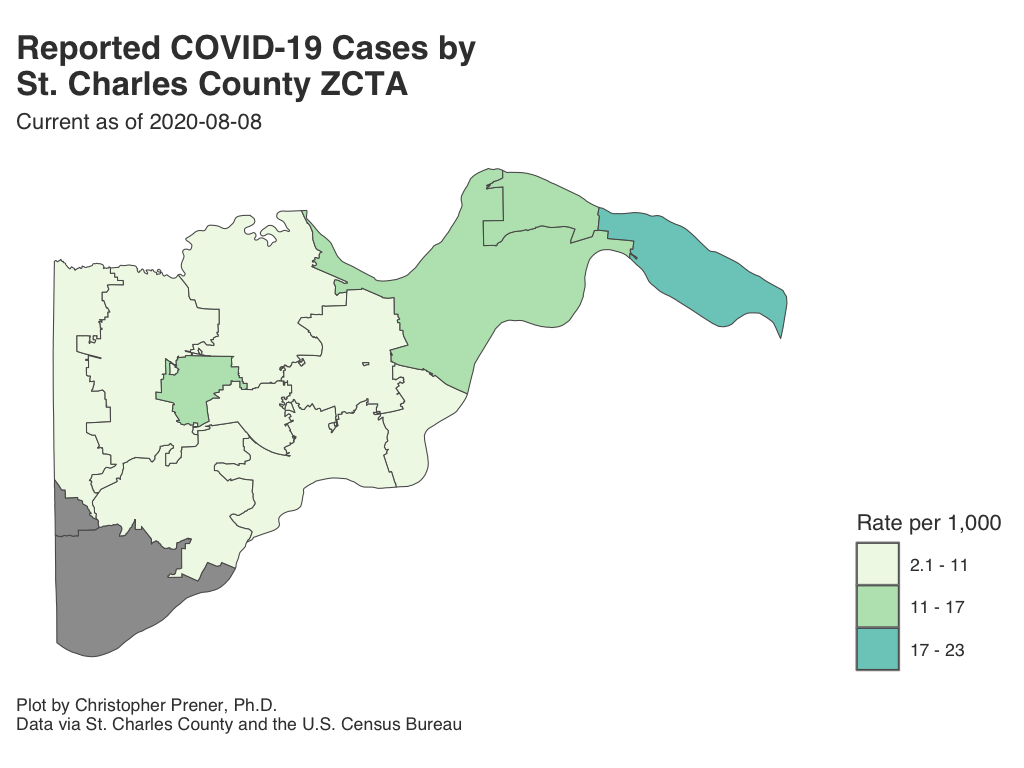 Reported COVID-19 Cases by
St. Charles County ZCTA
Current as of 2020-08-08
Rate per 1,000
2.1 - 11
11 - 17
17 - 23
Plot by Christopher Prener, Ph.D.
Data via St. Charles County and the U.S. Census Bureau